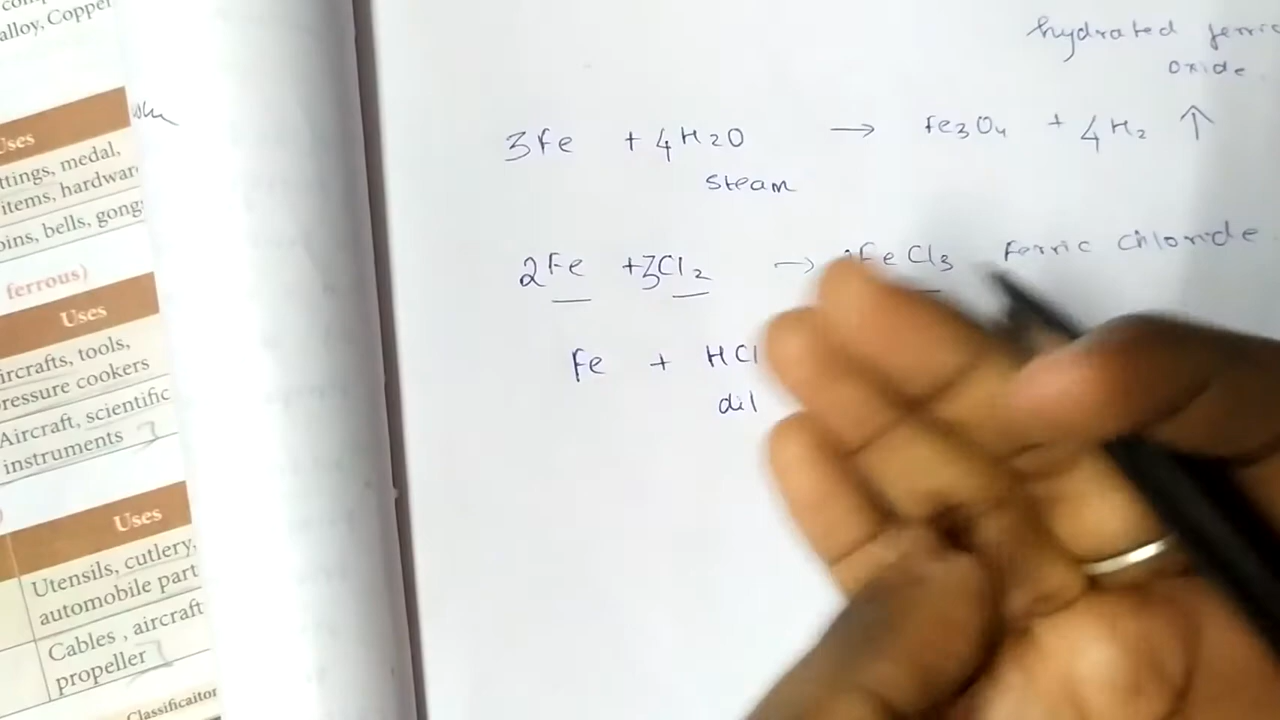 alloy, Copper
Uses
ttings, medal,
items, hardwar
oins, bells, gong
ferrous)
Uses
ircrafts, tools,
ressure cookers
Aircraft, scientific
instruments
Uses
Utensils, cutlery,
automobile part
Cables , aircraft
propeller
Classificaitor
hydrated ferric
oxide
3Fe + 4H2O → Fe3O4 + 4H2 ↑
steam
2Fe + 3Cl2 → FeCl3 Ferric chloride
Fe + HCl
dil